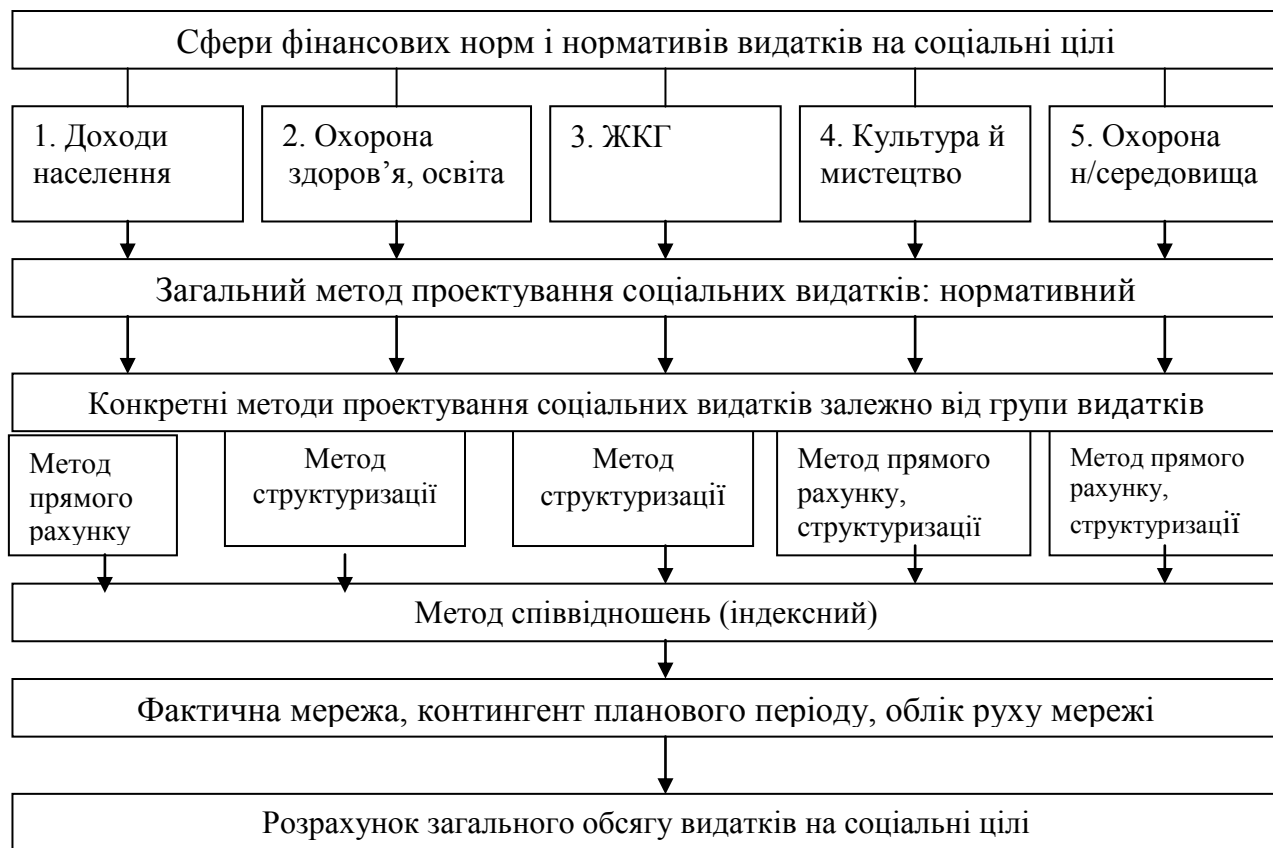 Сфери фінансових норм і нормативів видатків на соціальні цілі
1. Доходи
населення
2. Охорона
здоров’я, освіта
3. ЖКГ
4. Культура й
мистецтво
5. Охорона
н/середовища
Загальний метод проектування соціальних видатків: нормативний
Конкретні методи проектування соціальних видатків залежно від групи видатків
Метод
прямого
рахунку
Метод
структуризації
Метод
структуризації
Метод прямого
рахунку,
структуризації
Метод прямого
рахунку,
структуризації
Метод співвідношень (індексний)
Фактична мережа, контингент планового періоду, облік руху мережі
Розрахунок загального обсягу видатків на соціальні цілі